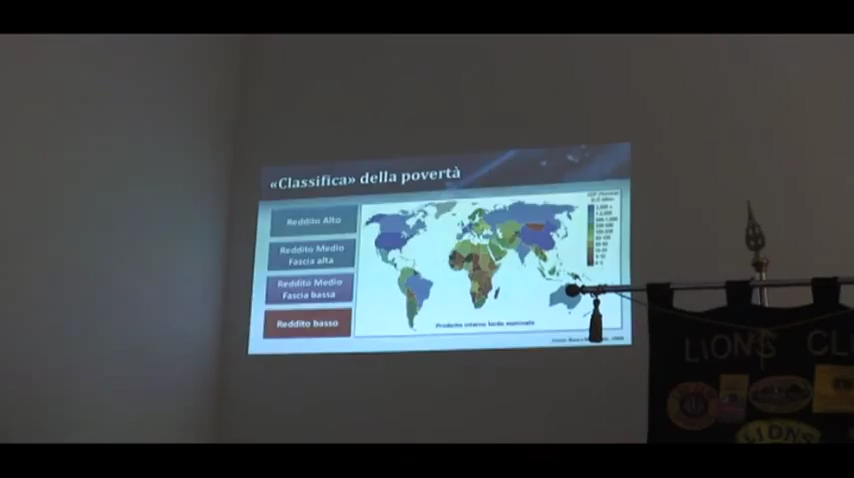 «Classifica» della povertà
Reddito Alto
Reddito Medio
Fascia alta
Reddito Medio
Fascia bassa
Reddito basso
Prodotto interno lordo nominale
LIONS CL
LIONS